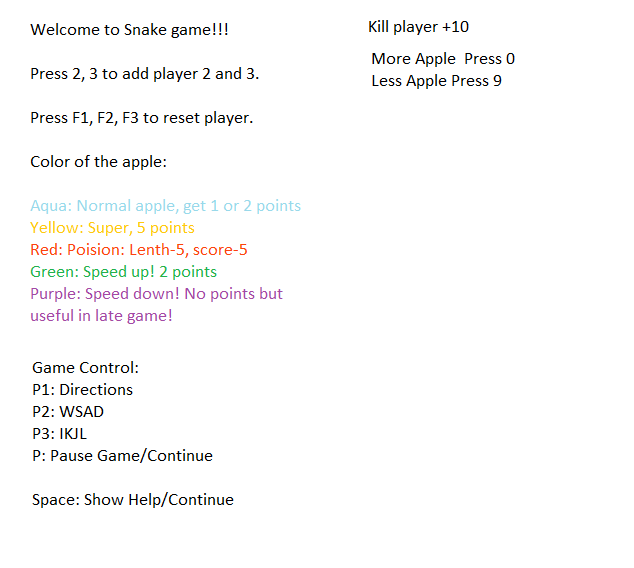 Welcome to Snake game!!!
Press 2, 3 to add player 2 and 3.
Press F1, F2, F3 to reset player.
Color of the apple:
Aqua: Normal apple, get 1 or 2 points
Yellow: Super, 5 points
Red: Poision: Lenth-5, score-5
Green: Speed up! 2 points
Purple: Speed down! No points but
useful in late game!
Game Control:
P1: Directions
P2: WSAD
P3: IKJL
P: Pause Game/Continue
Space: Show Help/Continue
Kill player +10
More Apple  Press 0
Less Apple Press 9